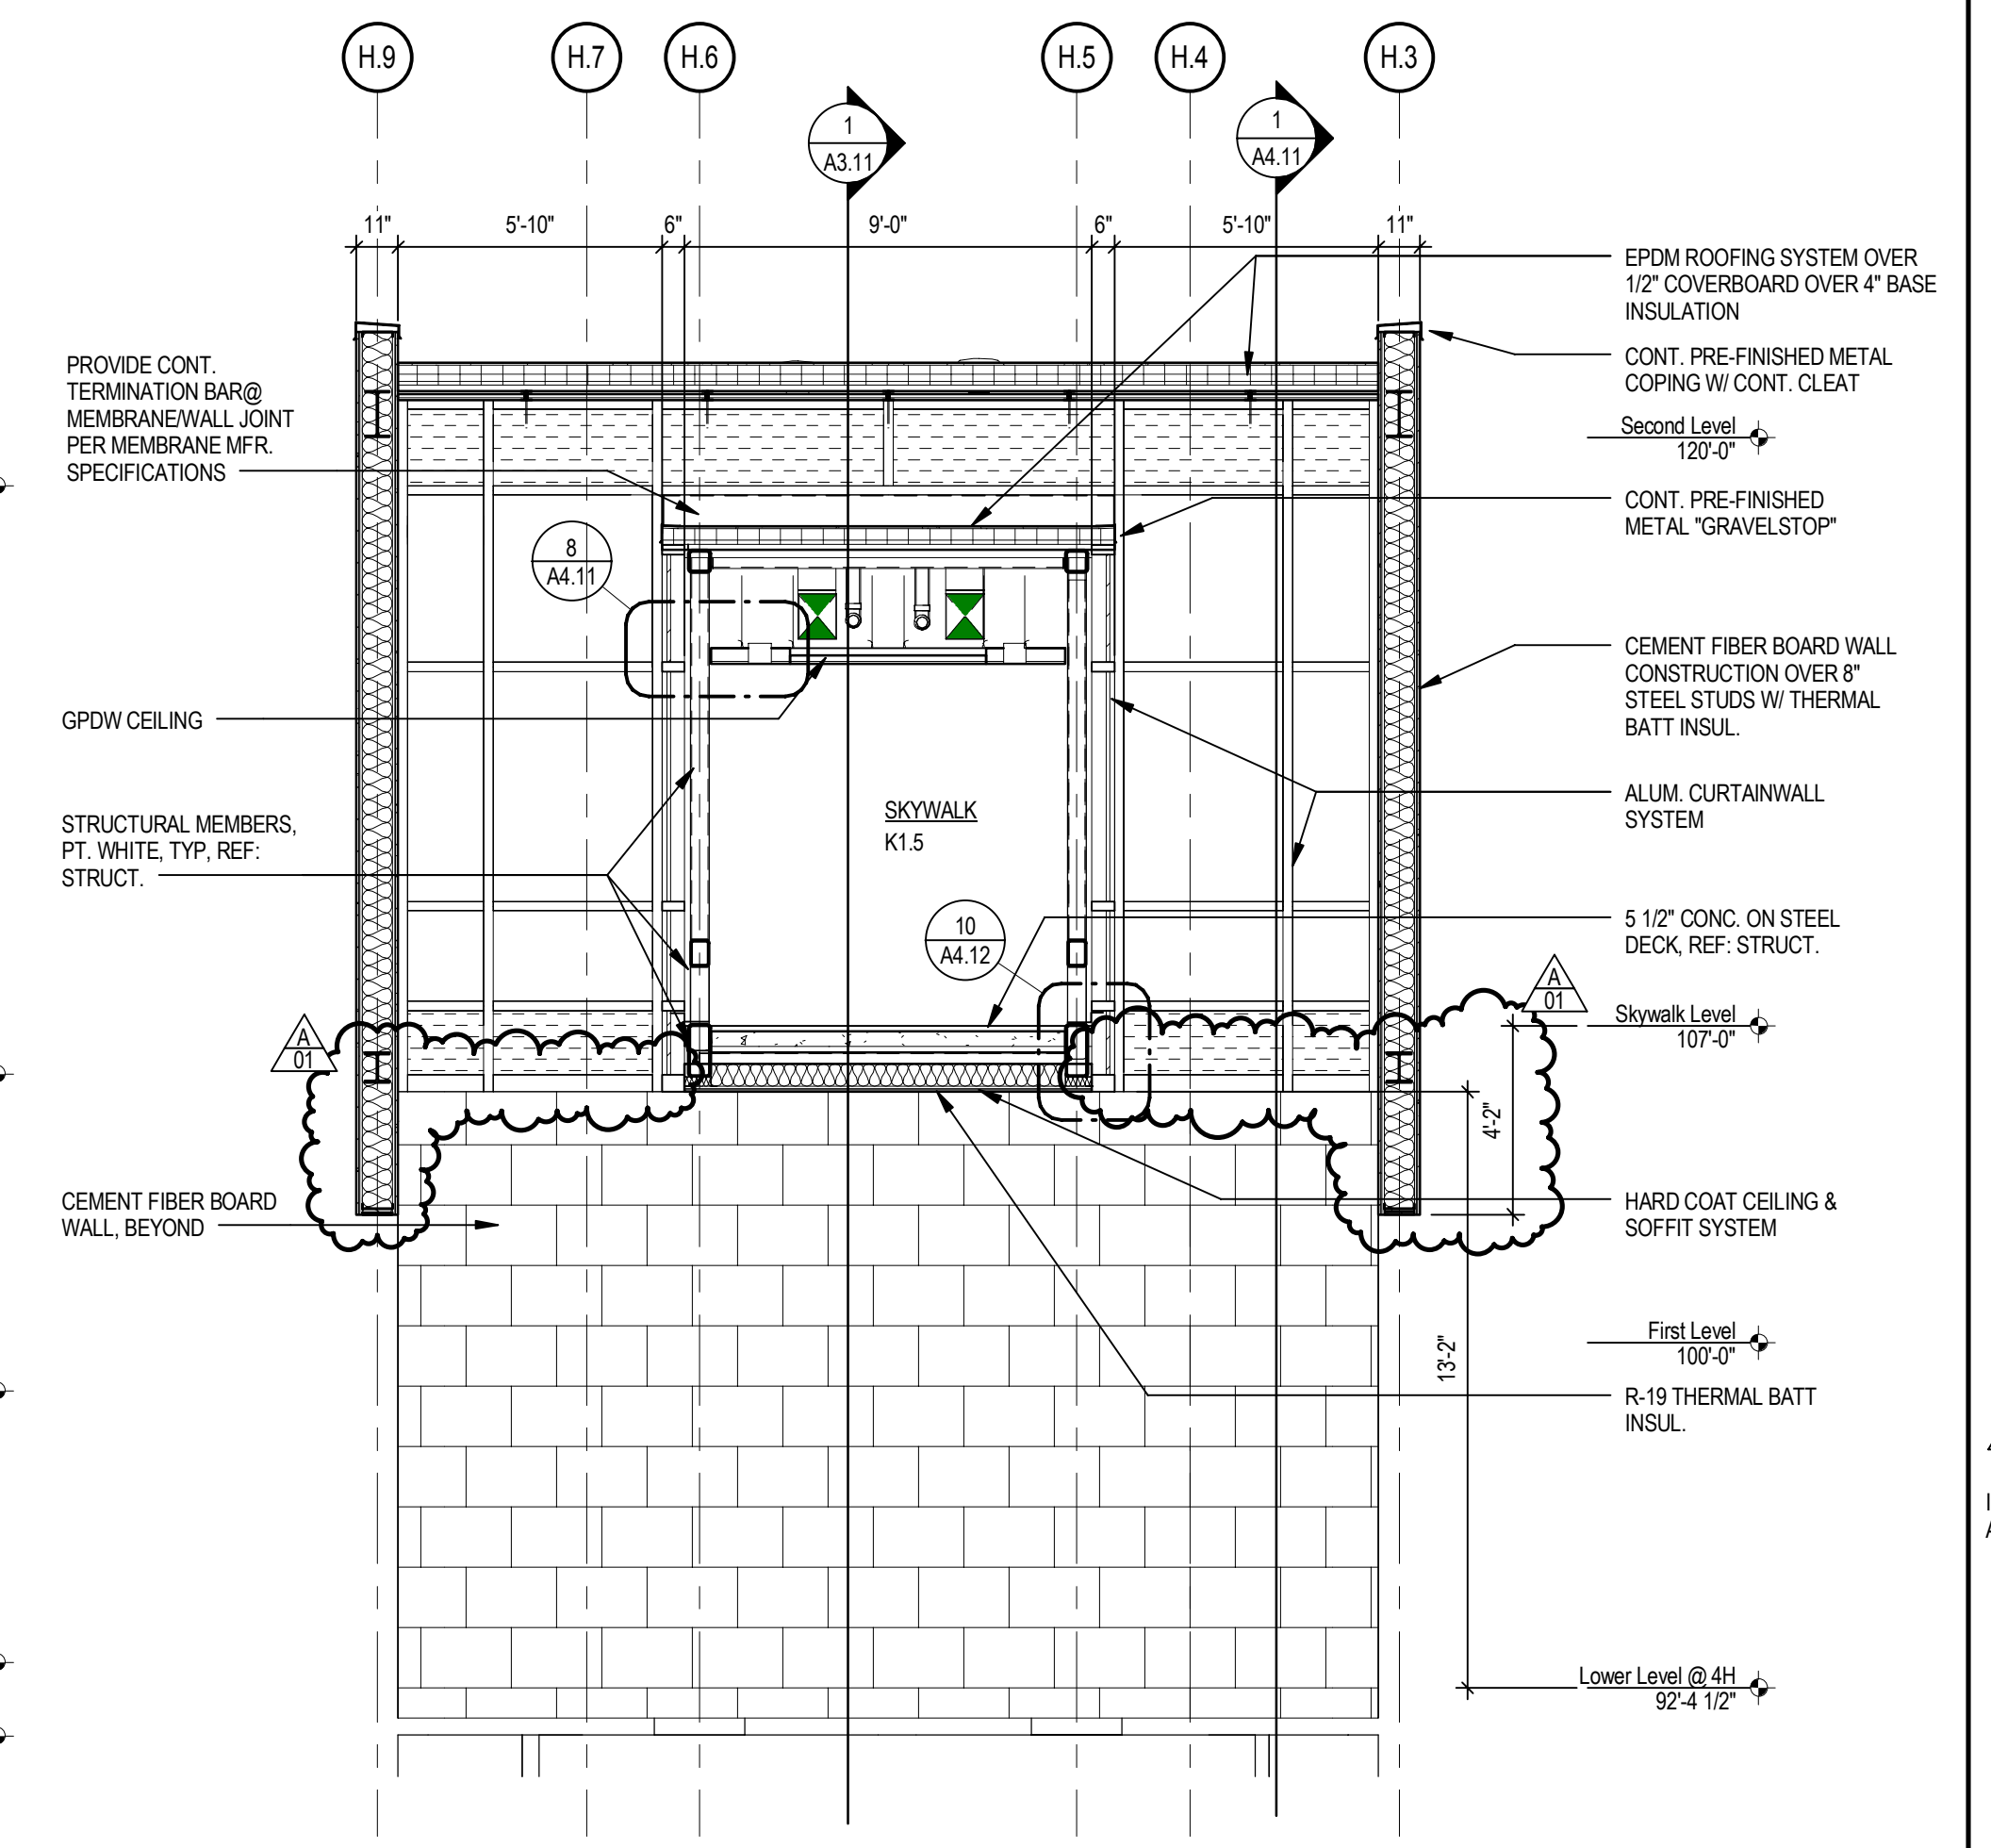 H.9
H.7
H.6
H.5
H.4
H.3
1
A3.11
1
A4.11
11"
5'-10"
6"
9'-0"
6"
5'-10"
11"
EPDM ROOFING SYSTEM OVER
1/2" COVERBOARD OVER 4" BASE
INSULATION
PROVIDE CONT.
TERMINATION BAR@
MEMBRANE/WALL JOINT
PER MEMBRANE MFR.
SPECIFICATIONS
CONT. PRE-FINISHED METAL
COPING W/ CONT. CLEAT
Second Level
120'-0"
CONT. PRE-FINISHED
METAL "GRAVELSTOP"
8
A4.11
CEMENT FIBER BOARD WALL
CONSTRUCTION OVER 8"
STEEL STUDS W/ THERMAL
BATT INSUL.
GPDW CEILING
ALUM. CURTAINWALL
SYSTEM
SKYWALK
K1.5
STRUCTURAL MEMBERS,
PT. WHITE, TYP, REF:
STRUCT.
10
A4.12
5 1/2" CONC. ON STEEL
DECK, REF: STRUCT.
A
01
A
01
Skywalk Level
107'-0"
4'-2"
CEMENT FIBER BOARD
WALL, BEYOND
HARD COAT CEILING &
SOFFIT SYSTEM
First Level
100'-0"
13'-2"
R-19 THERMAL BATT
INSUL.
Lower Level @ 4H
92'-4 1/2"